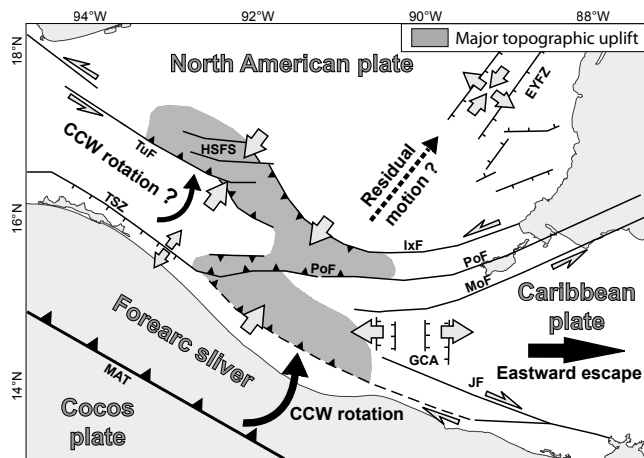 94°W
92°W
90°W
88°W
18°N
16°N
14°N
Major topographic uplift
North American plate
EYFZ
HSFS
TuF
CCW rotation ?
Residual
motion ?
TSZ
IxF
PoF
PoF
MoF
Caribbean
plate
Forearc sliver
GCA
Eastward escape
MAT
JF
CCW rotation
Cocos
plate